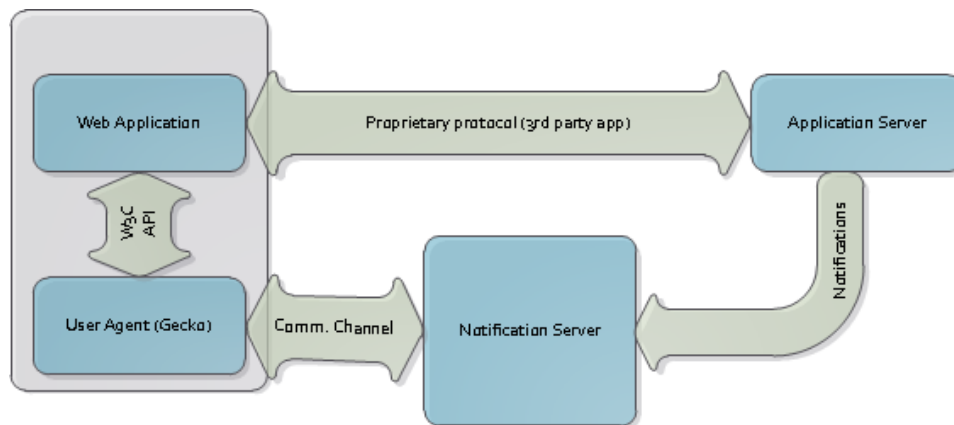 Web Application
Proprietary protocol (3rd party app)
Application Server
W3C
API
Notifications
User Agent (Gecko)
Comm. Channel
Notification Server